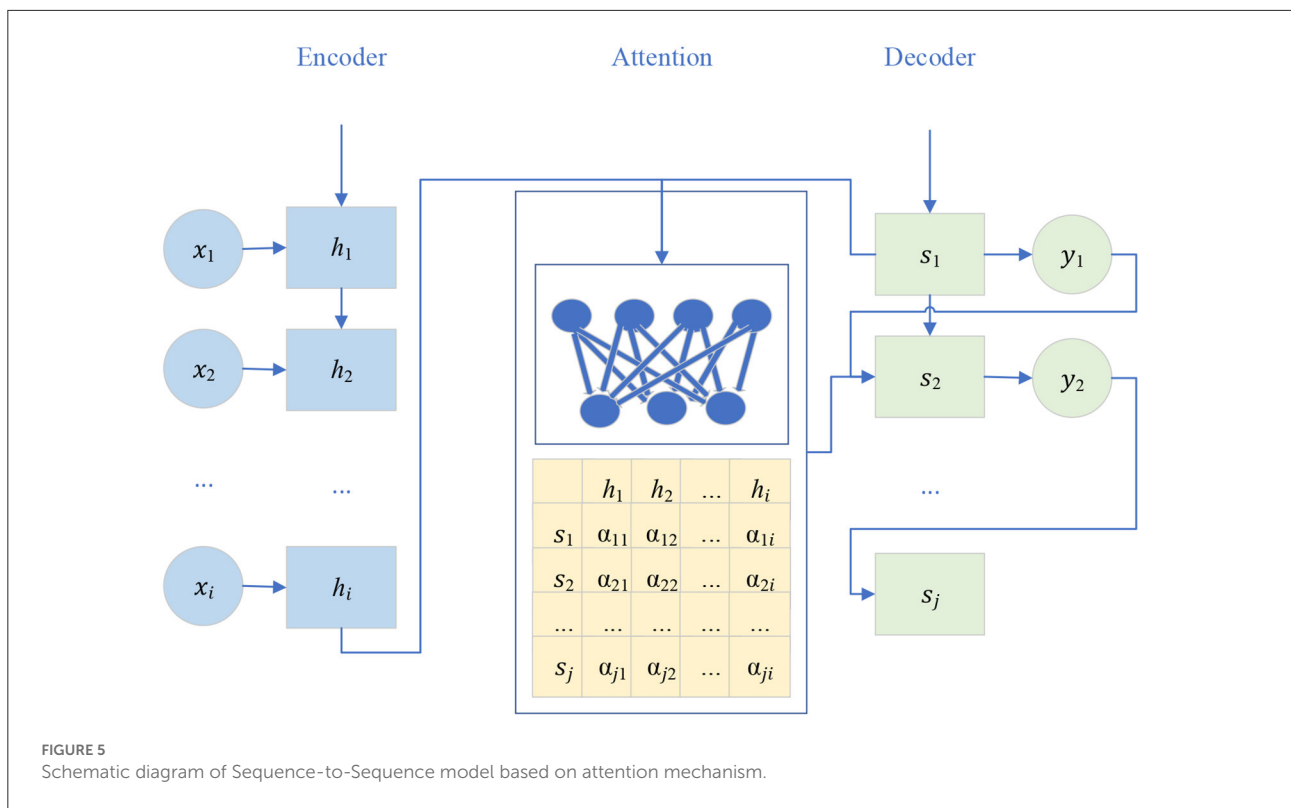 Encoder Attention Decoder
x₁ h₁ s₁ y₁
x₂ h₂ s₂ y₂
... ... ...
xᵢ hᵢ sⱼ
h₁ h₂ ... hᵢ
s₁ α₁₁ α₁₂ ... α₁ᵢ
s₂ α₂₁ α₂₂ ... α₂ᵢ
... ... ... ... ...
sⱼ αⱼ₁ αⱼ₂ ... αⱼᵢ
FIGURE 5
Schematic diagram of Sequence-to-Sequence model based on attention mechanism.